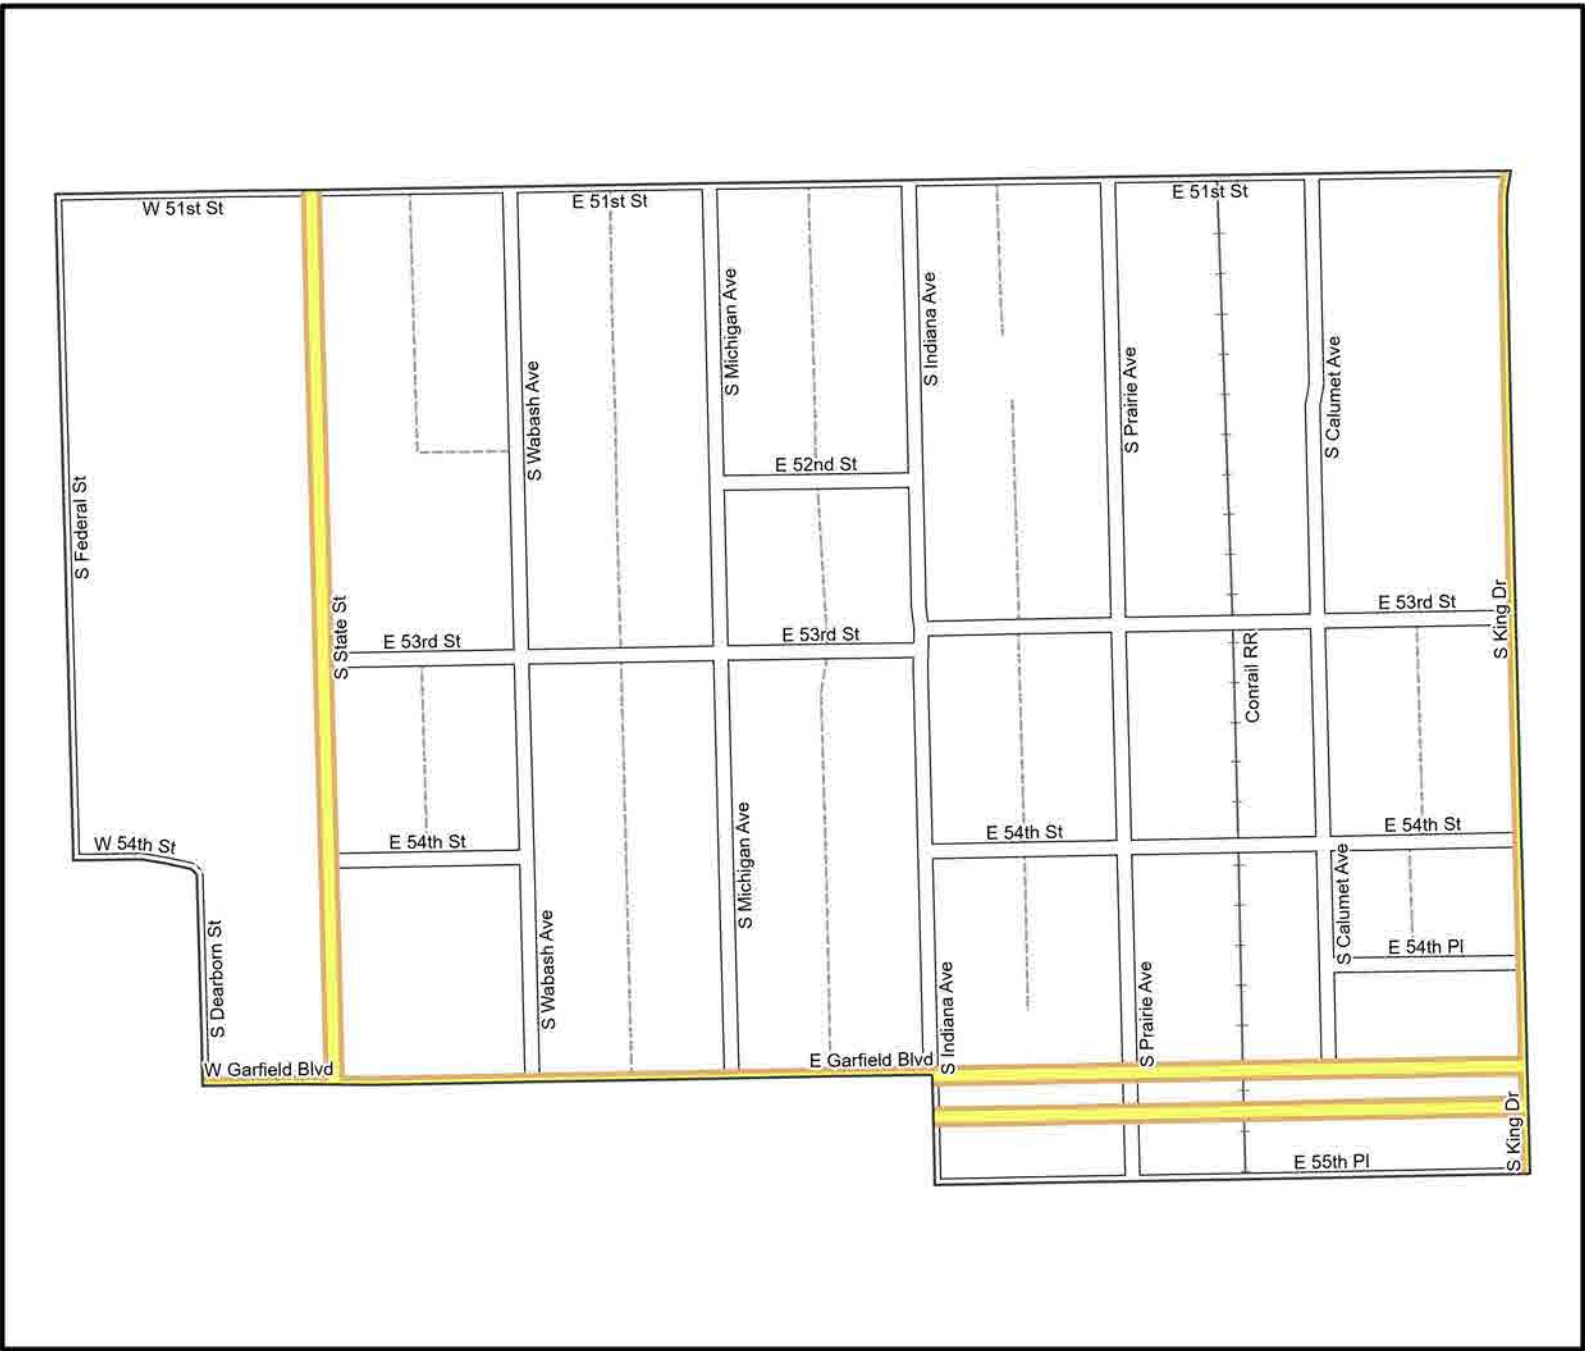 W 51st St
E 51st St
E 51st St
S Michigan Ave
S Indiana Ave
S Wabash Ave
S Prairie Ave
S Calumet Ave
E 52nd St
S Federal St
S State St
E 53rd St
E 53rd St
E 53rd St
S King Dr
Conrail RR
W 54th St
E 54th St
E 54th St
E 54th St
S Michigan Ave
S Calumet Ave
S Dearborn St
S Wabash Ave
E 54th Pl
S Indiana Ave
S Prairie Ave
W Garfield Blvd
E Garfield Blvd
S King Dr
E 55th Pl